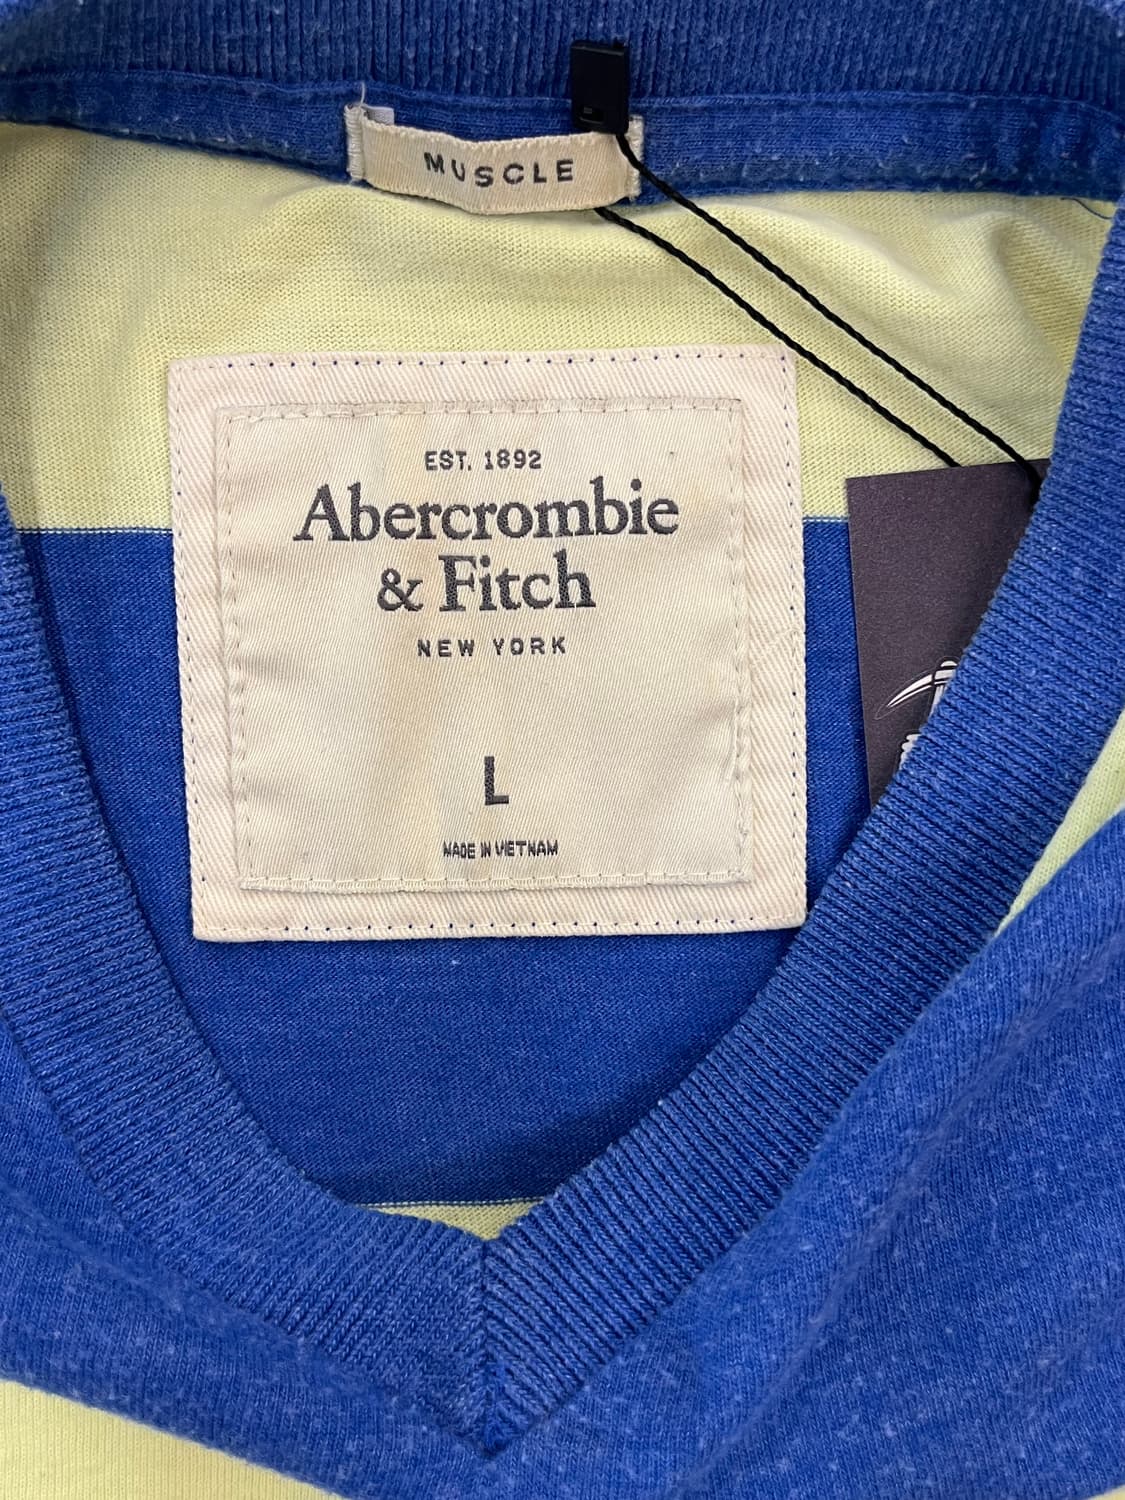 MUSCLE
EST. 1892
Abercrombie
& Fitch
NEW YORK
L
MADE IN VIETNAM